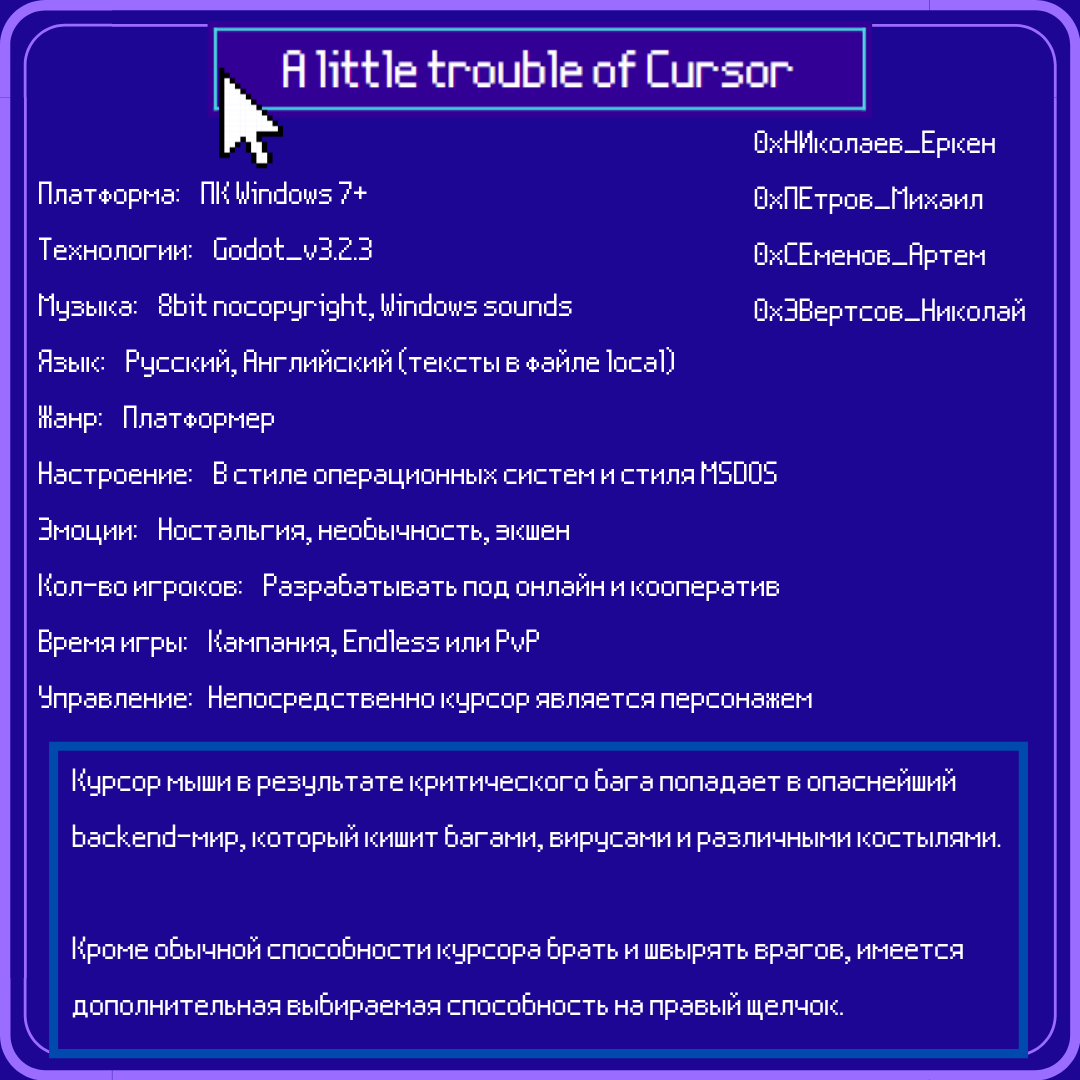 A little trouble of Cursor
0xНИколаев_Еркен
0xПЕтров_Михаил
0xСЕменов_Артем
0xЭВертсов_Николай
Платформа: ПК Windows 7+
Технологии: Godot_v3.2.3
Музыка: 8bit nocopyright, Windows sounds
Язык: Русский, Английский (тексты в файле local)
Жанр: Платформер
Настроение: В стиле операционных систем и стиля MSDOS
Эмоции: Ностальгия, необычность, экшен
Кол-во игроков: Разрабатывать под онлайн и кооператив
Время игры: Кампания, Endless или PvP
Управление: Непосредственно курсор является персонажем
Курсор мыши в результате критического бага попадает в опаснейший
backend-мир, который кишит багами, вирусами и различными костылями.
Кроме обычной способности курсора брать и швырять врагов, имеется
дополнительная выбираемая способность на правый щелчок.